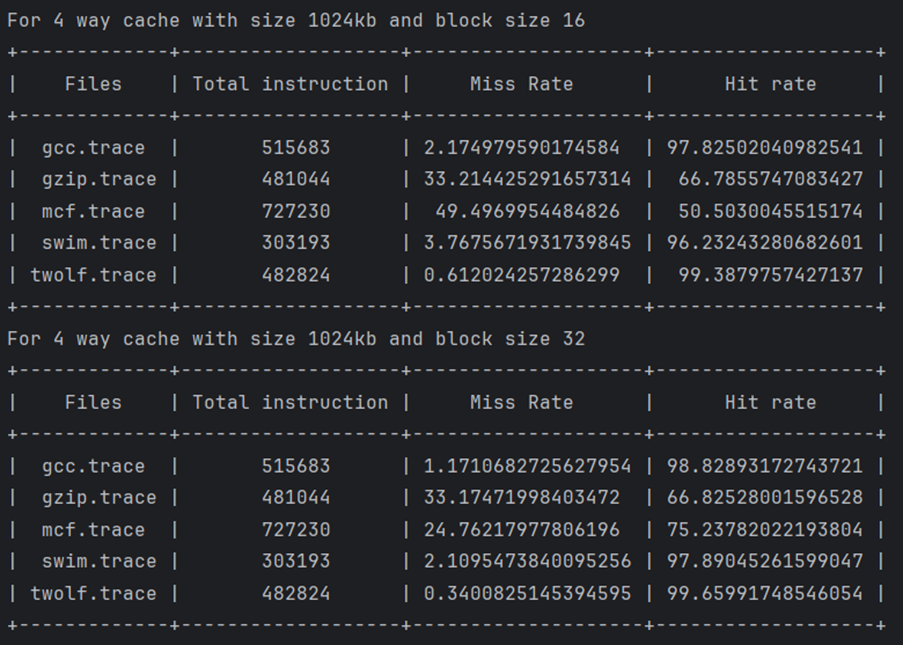 For 4 way cache with size 1024kb and block size 16
+-------------+--------------------+--------------------+-------------------+
|    Files    | Total instruction |     Miss Rate      |      Hit rate     |
+-------------+--------------------+--------------------+-------------------+
|  gcc.trace  |       515683      | 2.174979590174584  | 97.82502040982541 |
|  gzip.trace |       481044      | 33.214425291657314 |  66.7855747083427 |
|  mcf.trace  |       727230      |  49.4969954484826  |  50.5030045515174 |
|  swim.trace |       303193      | 3.7675671931739845 | 96.23243280682601 |
| twolf.trace |       482824      | 0.612024257286299  |  99.3879757427137 |
+-------------+--------------------+--------------------+-------------------+
For 4 way cache with size 1024kb and block size 32
+-------------+--------------------+--------------------+-------------------+
|    Files    | Total instruction |     Miss Rate      |      Hit rate     |
+-------------+--------------------+--------------------+-------------------+
|  gcc.trace  |       515683      | 1.1710682725627954 | 98.82893172743721 |
|  gzip.trace |       481044      | 33.17471998403472  | 66.82528001596528 |
|  mcf.trace  |       727230      | 24.76217977806196  | 75.23782022193804 |
|  swim.trace |       303193      | 2.1095473840095256 | 97.89045261599047 |
| twolf.trace |       482824      | 0.3400825145394595 | 99.65991748546054 |
+-------------+--------------------+--------------------+-------------------+